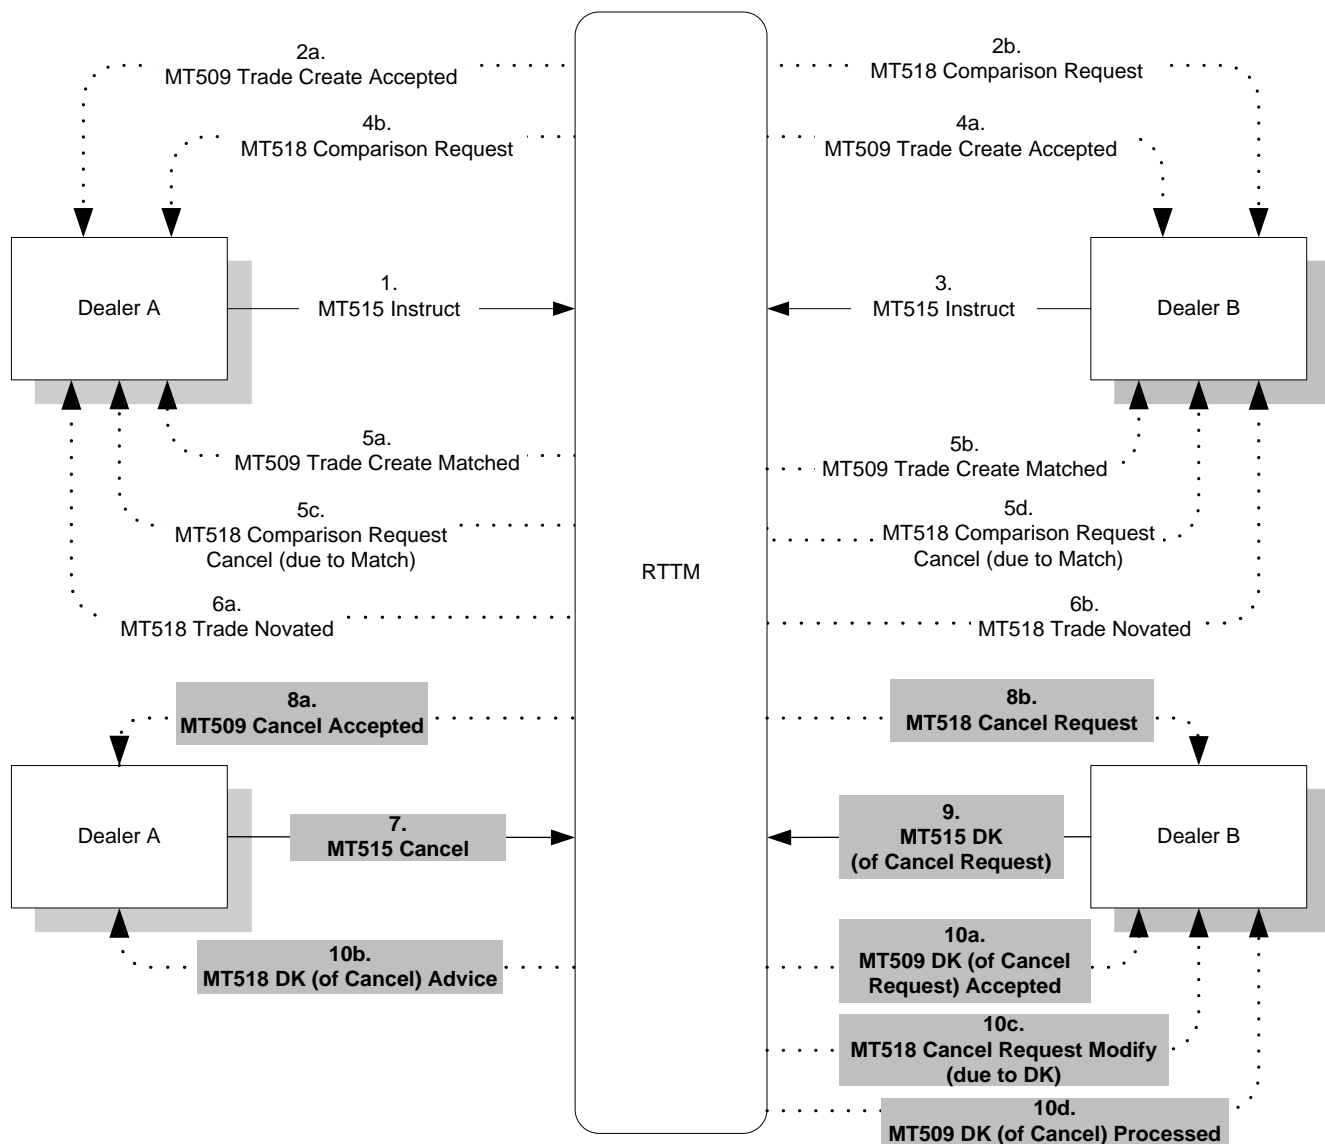 2a.
MT509 Trade Create Accepted
2b.
MT518 Comparison Request
4b.
MT518 Comparison Request
4a.
MT509 Trade Create Accepted
Dealer A
1.
MT515 Instruct
3.
MT515 Instruct
Dealer B
5a.
MT509 Trade Create Matched
5b.
MT509 Trade Create Matched
5c.
MT518 Comparison Request
Cancel (due to Match)
5d.
MT518 Comparison Request
Cancel (due to Match)
RTTM
6a.
MT518 Trade Novated
6b.
MT518 Trade Novated
8a.
MT509 Cancel Accepted
8b.
MT518 Cancel Request
Dealer A
7.
MT515 Cancel
9.
MT515 DK
(of Cancel Request)
Dealer B
10b.
MT518 DK (of Cancel) Advice
10a.
MT509 DK (of Cancel
Request) Accepted
10c.
MT518 Cancel Request Modify
(due to DK)
10d.
MT509 DK (of Cancel) Processed